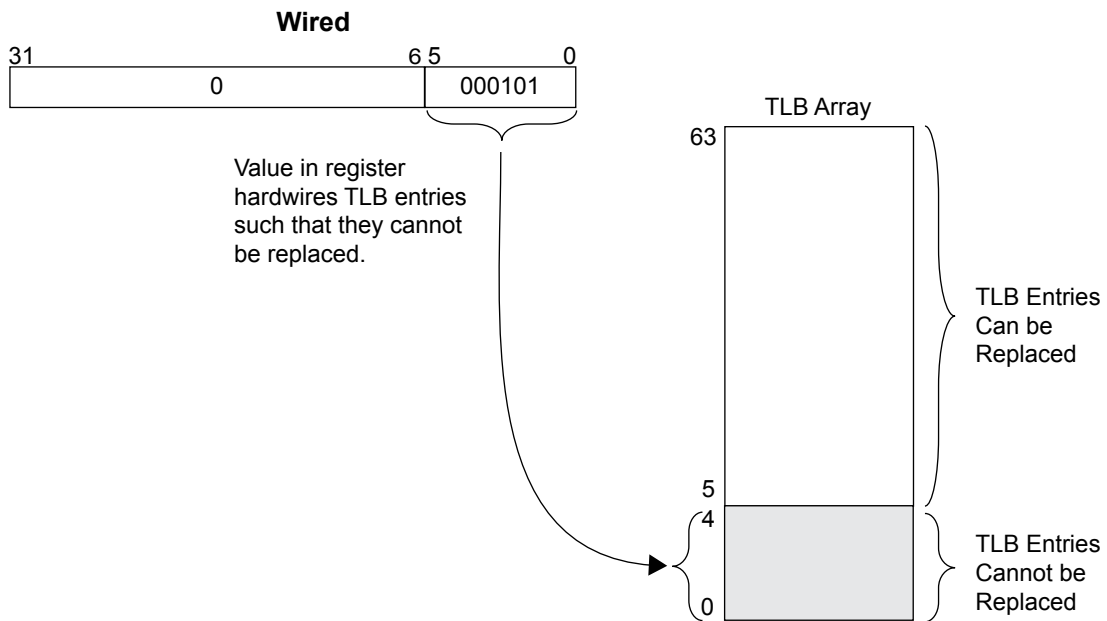 Wired
31 6 5 0
0 000101
Value in register
hardwires TLB entries
such that they cannot
be replaced.
TLB Array
63
TLB Entries
Can be
Replaced
5
4
0
TLB Entries
Cannot be
Replaced